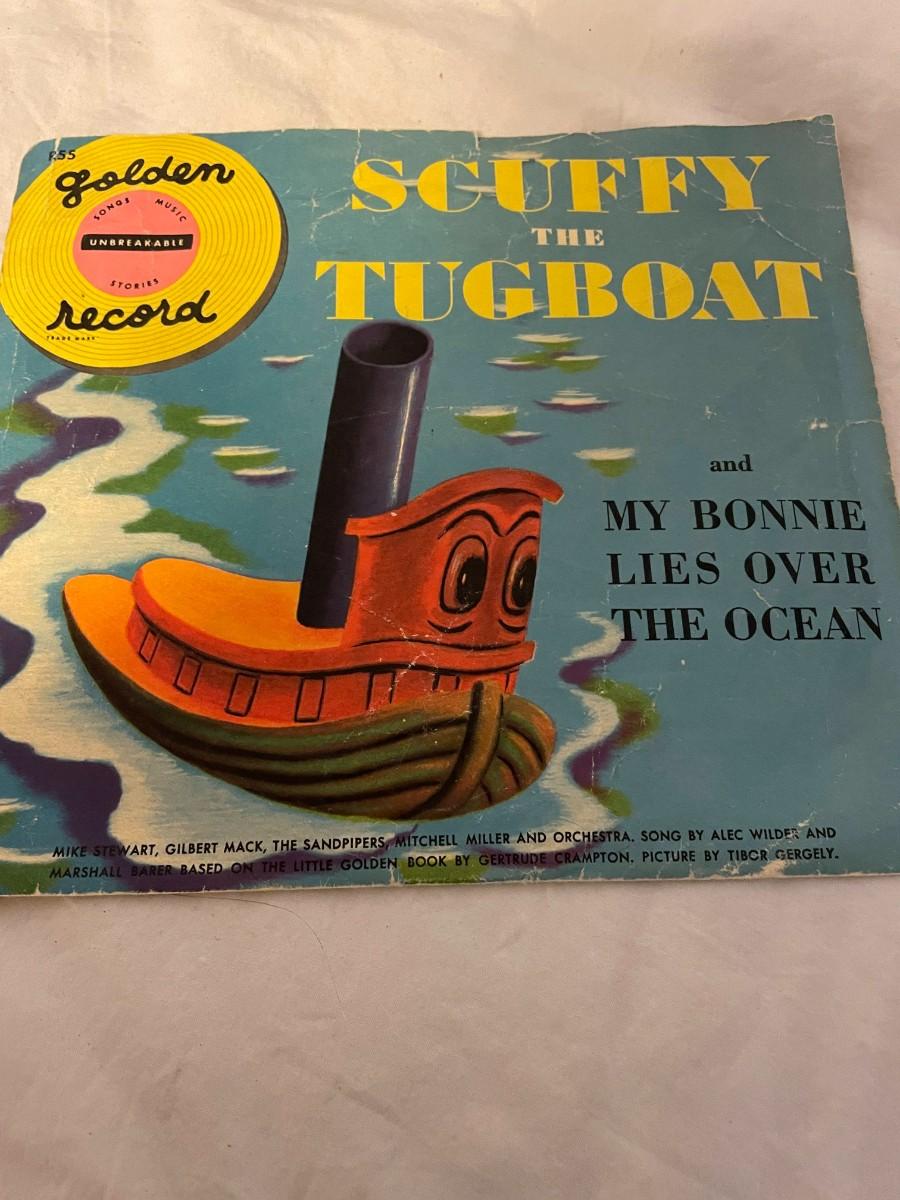 R55
golden
SONGS MUSIC
UNBREAKABLE
STORIES
record
TRADE MARK
SCUFFY
THE
TUGBOAT
and
MY BONNIE
LIES OVER
THE OCEAN
MIKE STEWART, GILBERT MACK, THE SANDPIPERS, MITCHELL MILLER AND ORCHESTRA. SONG BY ALEC WILDER AND
MARSHALL BARER BASED ON THE LITTLE GOLDEN BOOK BY GERTRUDE CRAMPTON. PICTURE BY TIBOR GERGELY.